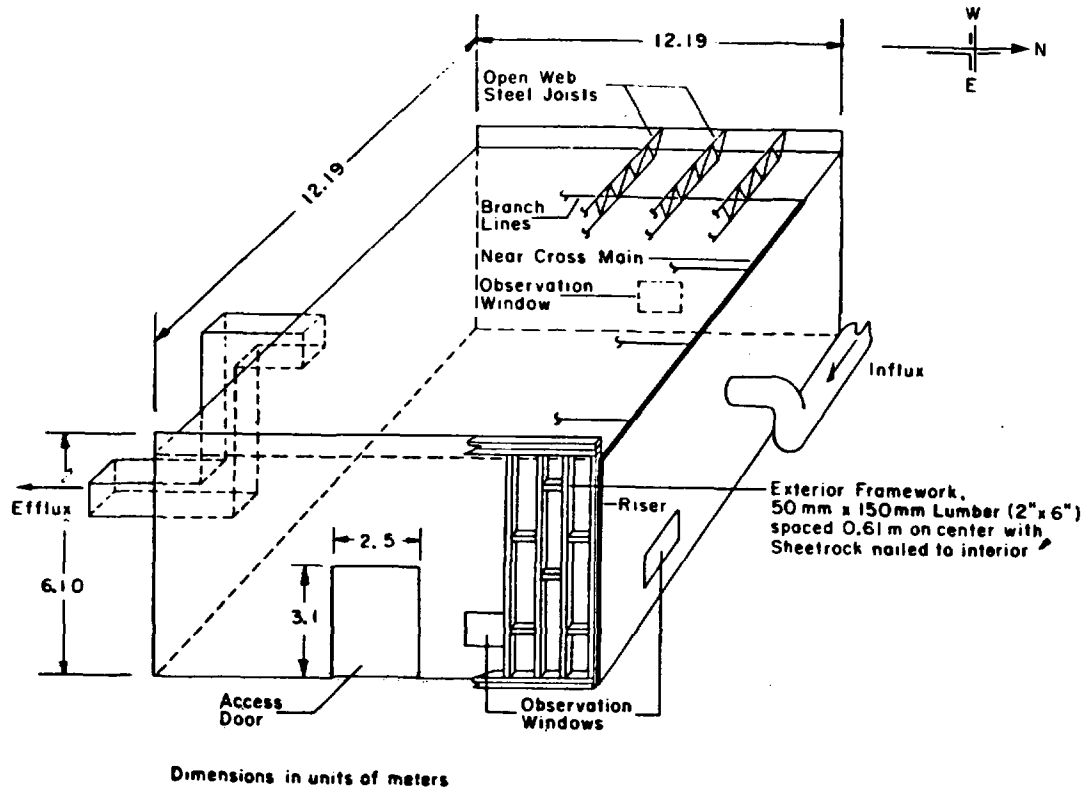 W
12.19
N
E
Open Web
Steel Joists
12.19
Branch
Lines
Near Cross Main
Observation
Window
Influx
Efflux
Exterior Framework,
50 mm x 150mm Lumber (2"x 6")
spaced 0.61 m on center with
Sheetrock nailed to interior
Riser
2.5
6.10
3.1
Access
Door
Observation
Windows
Dimensions in units of meters